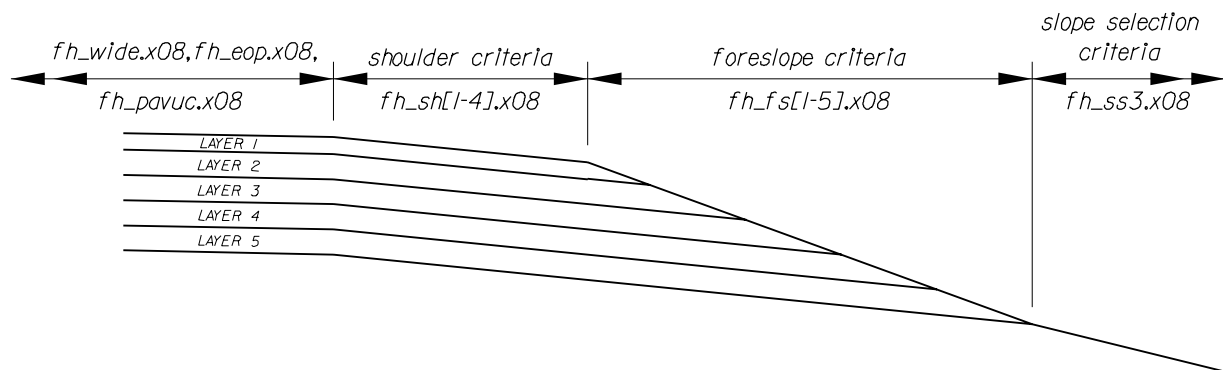 fh_wide.x08,fh_eop.x08,
fh_pavuc.x08
shoulder criteria
fh_sh[1-4].x08
foreslope criteria
fh_fs[1-5].x08
slope selection
criteria
fh_ss3.x08
LAYER 1
LAYER 2
LAYER 3
LAYER 4
LAYER 5